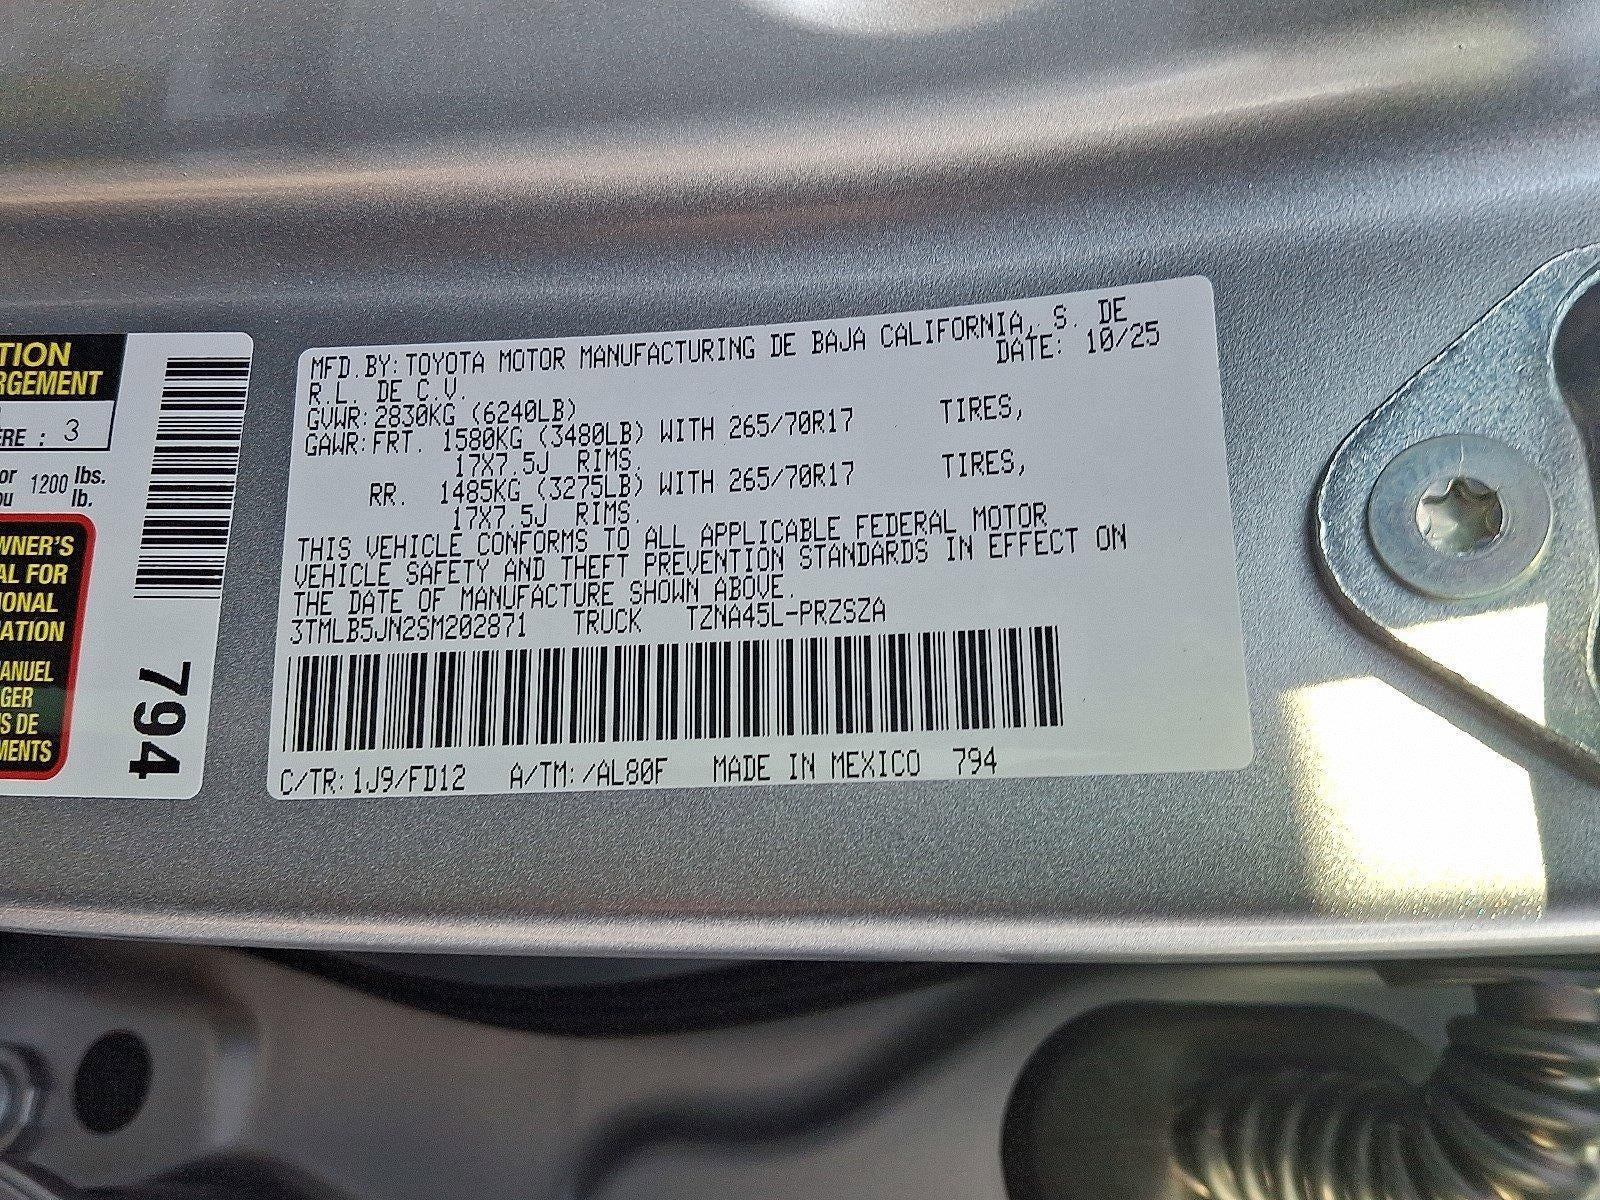 MFD.BY: TOYOTA MOTOR MANUFACTURING DE BAJA CALIFORNIA, S. DE
R.L. DE C.V. DATE: 10/25
GVWR: 2830KG (6240LB)
GAWR: FRT. 1580KG (3480LB) WITH 265/70R17 TIRES,
17X7.5J RIMS.
RR. 1485KG (3275LB) WITH 265/70R17 TIRES,
17X7.5J RIMS.
THIS VEHICLE CONFORMS TO ALL APPLICABLE FEDERAL MOTOR
VEHICLE SAFETY AND THEFT PREVENTION STANDARDS IN EFFECT ON
THE DATE OF MANUFACTURE SHOWN ABOVE.
3TMLB5JN2SM202871 TRUCK TZNA45L-PRZSZA
C/TR: 1J9/FD12 A/TM: /AL80F MADE IN MEXICO 794
TION
RGEMENT
ERE : 3
or 1200 lbs.
ou lb.
WNER'S
AL FOR
IONAL
ATION
ANUEL
GER
S DE
MENTS
794